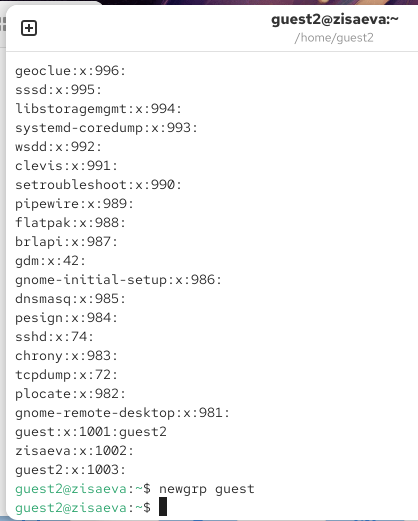 guest2@zisaeva:~
/home/guest2
geoclue:x:996:
sssd:x:995:
libstoragemgmt:x:994:
systemd-coredump:x:993:
wsdd:x:992:
clevis:x:991:
setroubleshoot:x:990:
pipewire:x:989:
flatpak:x:988:
brlapi:x:987:
gdm:x:42:
gnome-initial-setup:x:986:
dnsmasq:x:985:
pesign:x:984:
sshd:x:74:
chrony:x:983:
tcpdump:x:72:
plocate:x:982:
gnome-remote-desktop:x:981:
guest:x:1001:guest2
zisaeva:x:1002:
guest2:x:1003:
guest2@zisaeva:~$ newgrp guest
guest2@zisaeva:~$